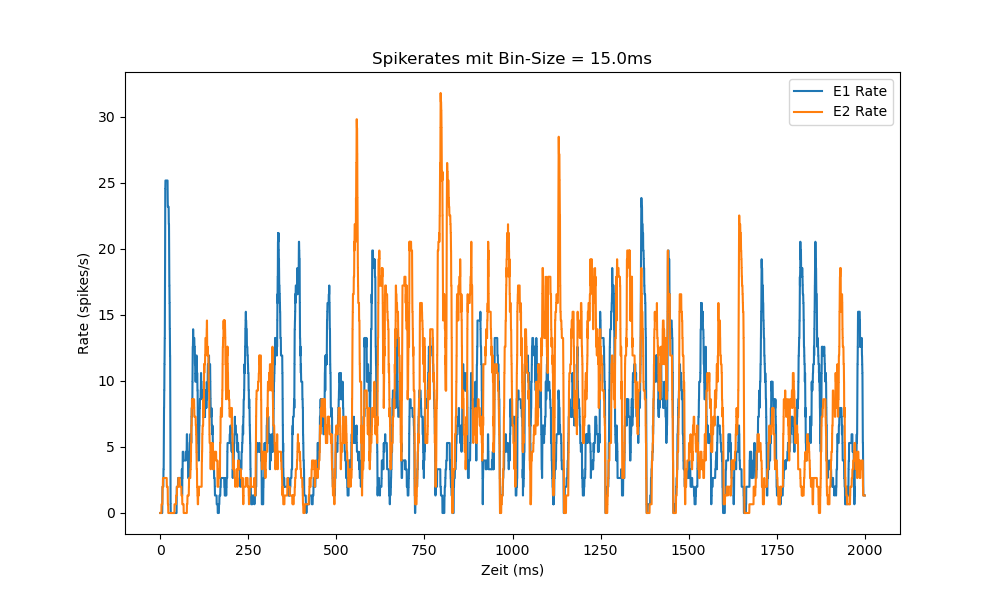 Spikerates mit Bin-Size = 15.0ms
E1 Rate
E2 Rate
Rate (spikes/s)
30
25
20
15
10
5
0
0 250 500 750 1000 1250 1500 1750 2000
Zeit (ms)